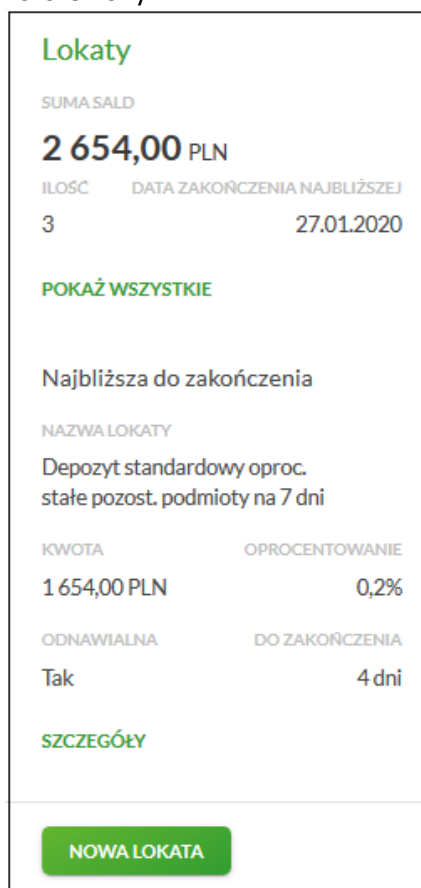 Lokaty
SUMA SALD
2 654,00 PLN
ILOŚĆ DATA ZAKOŃCZENIA NAJBLIŻSZEJ
3 27.01.2020
POKAŻ WSZYSTKIE
Najbliższa do zakończenia
NAZWA LOKATY
Depozyt standardowy oproc.
stałe pozost. podmioty na 7 dni
KWOTA OPROCENTOWANIE
1 654,00 PLN 0,2%
ODNAWIALNA DO ZAKOŃCZENIA
Tak 4 dni
SZCZEGÓŁY
NOWA LOKATA